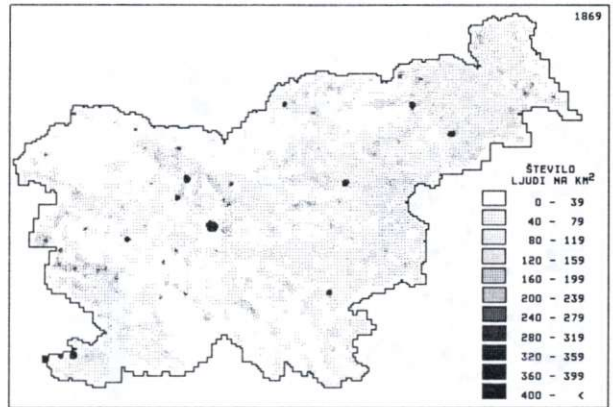 1869
ŠTEVILO
LJUDI NA KM²
0 - 39
40 - 79
80 - 119
120 - 159
160 - 199
200 - 239
240 - 279
280 - 319
320 - 359
360 - 399
400 - <